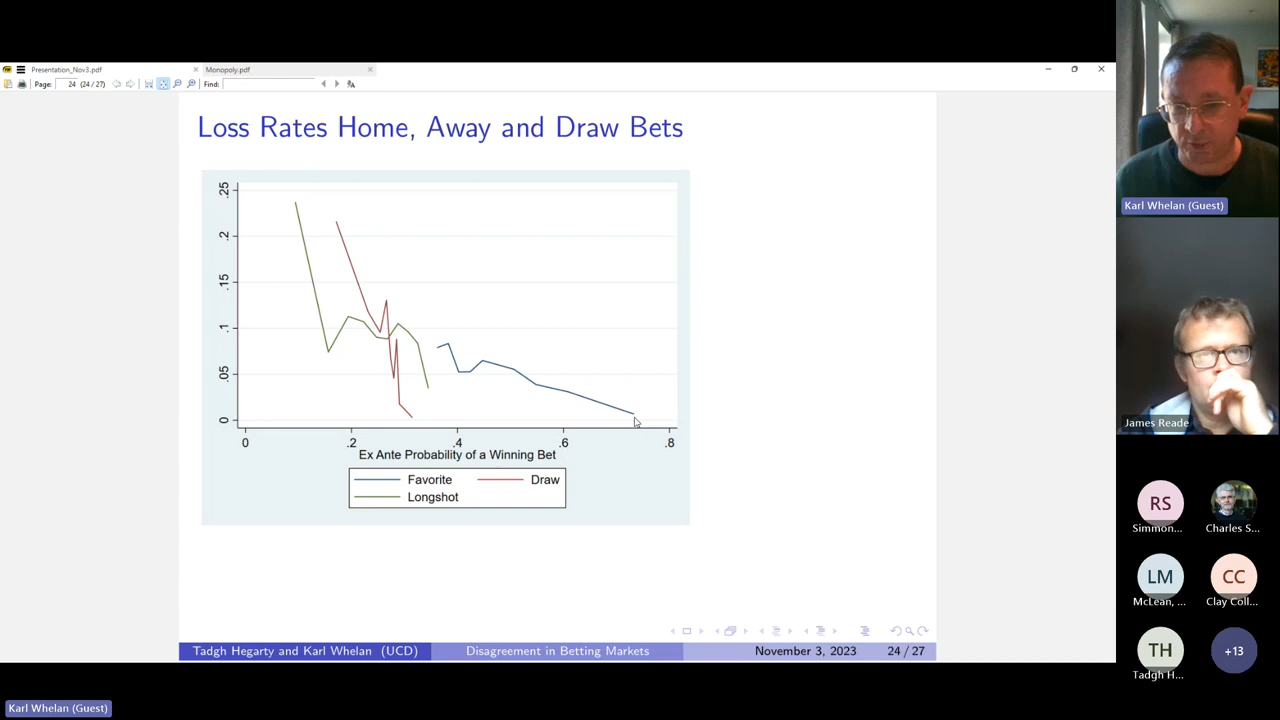 Presentation_Nov3.pdf
Monopoly.pdf
Page: 24 (24 / 27) Find:
Loss Rates Home, Away and Draw Bets
.25
.2
.15
.1
.05
0
0 .2 .4 .6 .8
Ex Ante Probability of a Winning Bet
Favorite Draw
Longshot
Tadgh Hegarty and Karl Whelan (UCD) Disagreement in Betting Markets November 3, 2023 24 / 27
Karl Whelan (Guest)
James Reade
RS
Simmon...
Charles S...
LM
McLean, ...
CC
Clay Coll...
TH
Tadgh H...
+13
Karl Whelan (Guest)